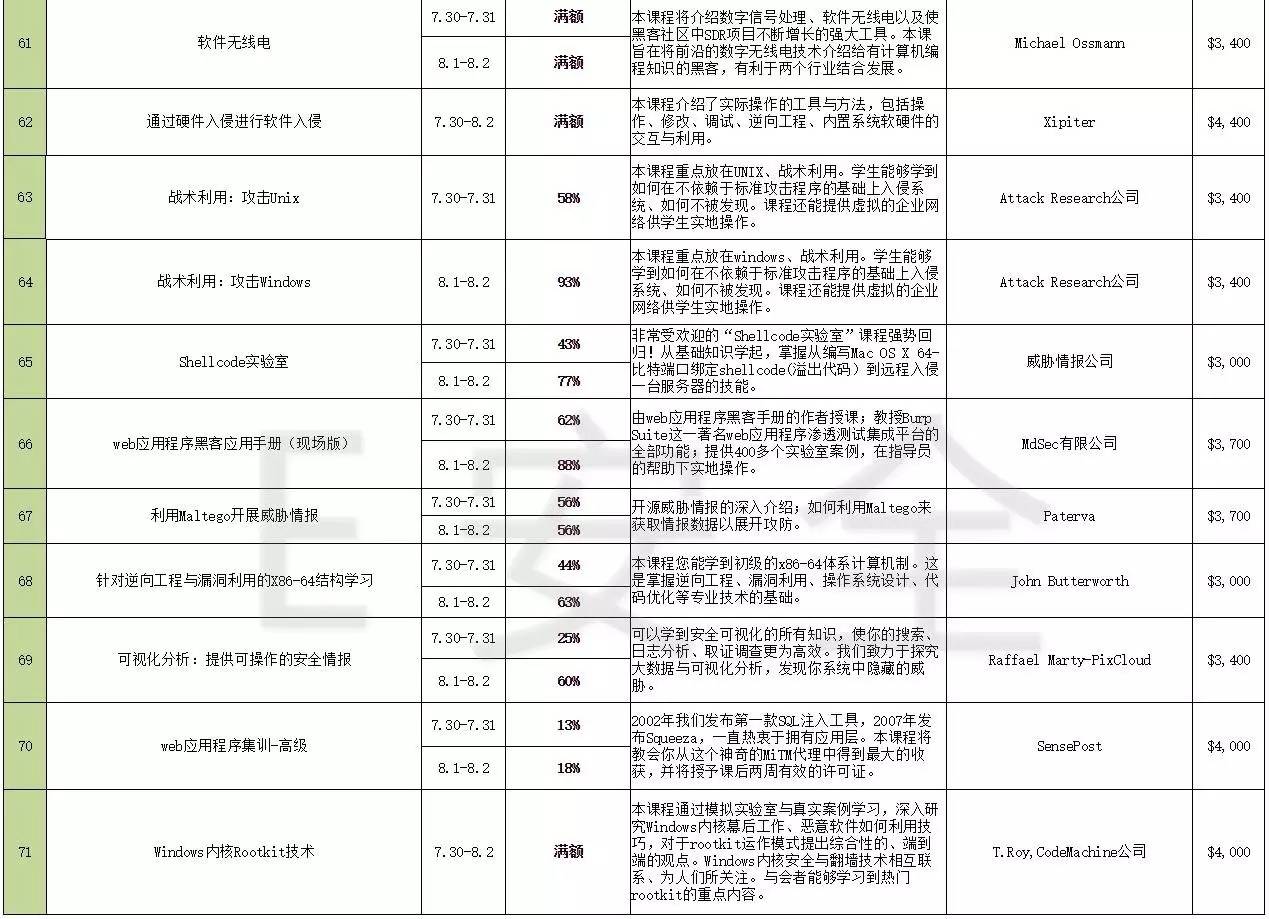 61
软件无线电
7.30-7.31
满额
8.1-8.2
满额
本课程将介绍数字信号处理、软件无线电以及使
黑客社区中SDR项目不断增长的强大工具。本课
旨在将前沿的数字无线电技术介绍给有计算机编
程知识的黑客，有利于两个行业结合发展。
Michael Ossmann
$3,400
62
通过硬件入侵进行软件入侵
7.30-8.2
满额
本课程介绍了实际操作的工具与方法，包括操
作、修改、调试、逆向工程、内置系统软硬件的
交互与利用。
Xipiter
$4,400
63
战术利用：攻击Unix
7.30-7.31
58%
本课程重点放在UNIX、战术利用。学生能够学到
如何在不依赖于标准攻击程序的基础上入侵系
统、如何不被发现。课程还能提供虚拟的企业网
络供学生实地操作。
Attack Research公司
$3,400
64
战术利用：攻击Windows
8.1-8.2
93%
本课程重点放在windows、战术利用。学生能够
学到如何在不依赖于标准攻击程序的基础上入侵
系统、如何不被发现。课程还能提供虚拟的企业
网络供学生实地操作。
Attack Research公司
$3,400
65
Shellcode实验室
7.30-7.31
43%
8.1-8.2
77%
非常受欢迎的“Shellcode实验室”课程强势回
归！从基础知识学起，掌握从编写Mac OS X 64-
比特端口绑定shellcode(溢出代码）到远程入侵
一台服务器的技能。
威胁情报公司
$3,000
66
web应用程序黑客应用手册（现场版）
7.30-7.31
62%
8.1-8.2
88%
由web应用程序黑客手册的作者授课；教授Burp
Suite这一著名web应用程序渗透测试集成平台的
全部功能；提供400多个实验室案例，在指导员
的帮助下实地操作。
MdSec有限公司
$3,700
67
利用Maltego开展威胁情报
7.30-7.31
56%
8.1-8.2
56%
开源威胁情报的深入介绍；如何利用Maltego来
获取情报数据以展开攻防。
Paterva
$3,700
68
针对逆向工程与漏洞利用的X86-64结构学习
7.30-7.31
44%
8.1-8.2
63%
本课程您能学到初级的x86-64体系计算机制。这
是掌握逆向工程、漏洞利用、操作系统设计、代
码优化等专业技术的基础。
John Butterworth
$3,000
69
可视化分析：提供可操作的安全情报
7.30-7.31
25%
8.1-8.2
60%
可以学到安全可视化的所有知识，使你的搜索、
日志分析、取证调查更为高效。我们致力于探究
大数据与可视化分析，发现你系统中隐藏的威
胁。
Raffael Marty-PixCloud
$3,400
70
web应用程序集训-高级
7.30-7.31
13%
8.1-8.2
18%
2002年我们发布第一款SQL注入工具，2007年发
布Squeeza，一直热衷于拥有应用层。本课程将
教会你从这个神奇的MiTM代理中得到最大的收
获，并将授予课后两周有效的许可证。
SensePost
$4,000
71
Windows内核Rootkit技术
7.30-8.2
满额
本课程通过模拟实验室与真实案例学习，深入研
究Windows内核幕后工作、恶意软件如何利用技
巧，对于rootkit运作模式提出综合性的、端到
端的观点。Windows内核安全与翻墙技术相互联
系、为人们所关注。与会者能够学习到热门
rootkit的重点内容。
T.Roy,CodeMachine公司
$4,000
E安全